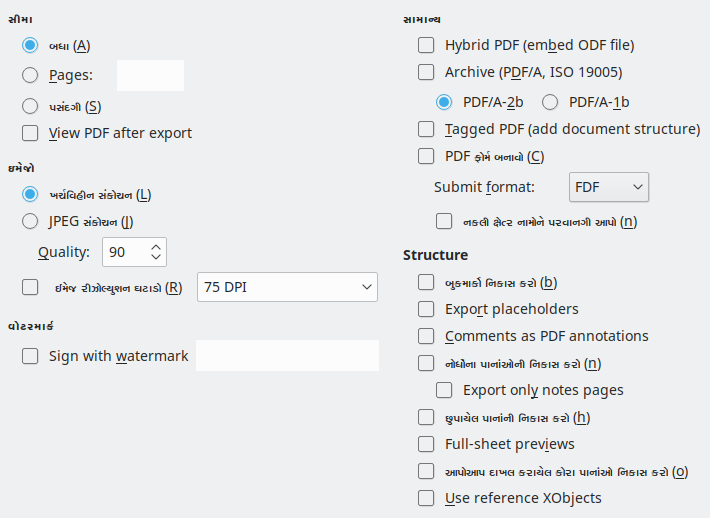 સીમા
બધા (A)
Pages:
પસંદગી (S)
View PDF after export
ઇમેજો
ખર્ચવિહીન સંકોચન (L)
JPEG સંકોચન (J)
Quality: 90
ઈમેજ રીઝોલ્યુશન ઘટાડો (R) 75 DPI
વોટરમાર્ક
Sign with watermark
સામાન્ય
Hybrid PDF (embed ODF file)
Archive (PDF/A, ISO 19005)
PDF/A-2b PDF/A-1b
Tagged PDF (add document structure)
PDF ફોર્મ બનાવો (C)
Submit format: FDF
નકલી ક્ષેત્ર નામોને પરવાનગી આપો (n)
Structure
બુકમાર્કો નિકાસ કરો (b)
Export placeholders
Comments as PDF annotations
નોધોના પાનાંઓની નિકાસ કરો (n)
Export only notes pages
છુપાયેલ પાનાંની નિકાસ કરો (h)
Full-sheet previews
આપોઆપ દાખલ કરાયેલ કોરા પાનાંઓ નિકાસ કરો (o)
Use reference XObjects